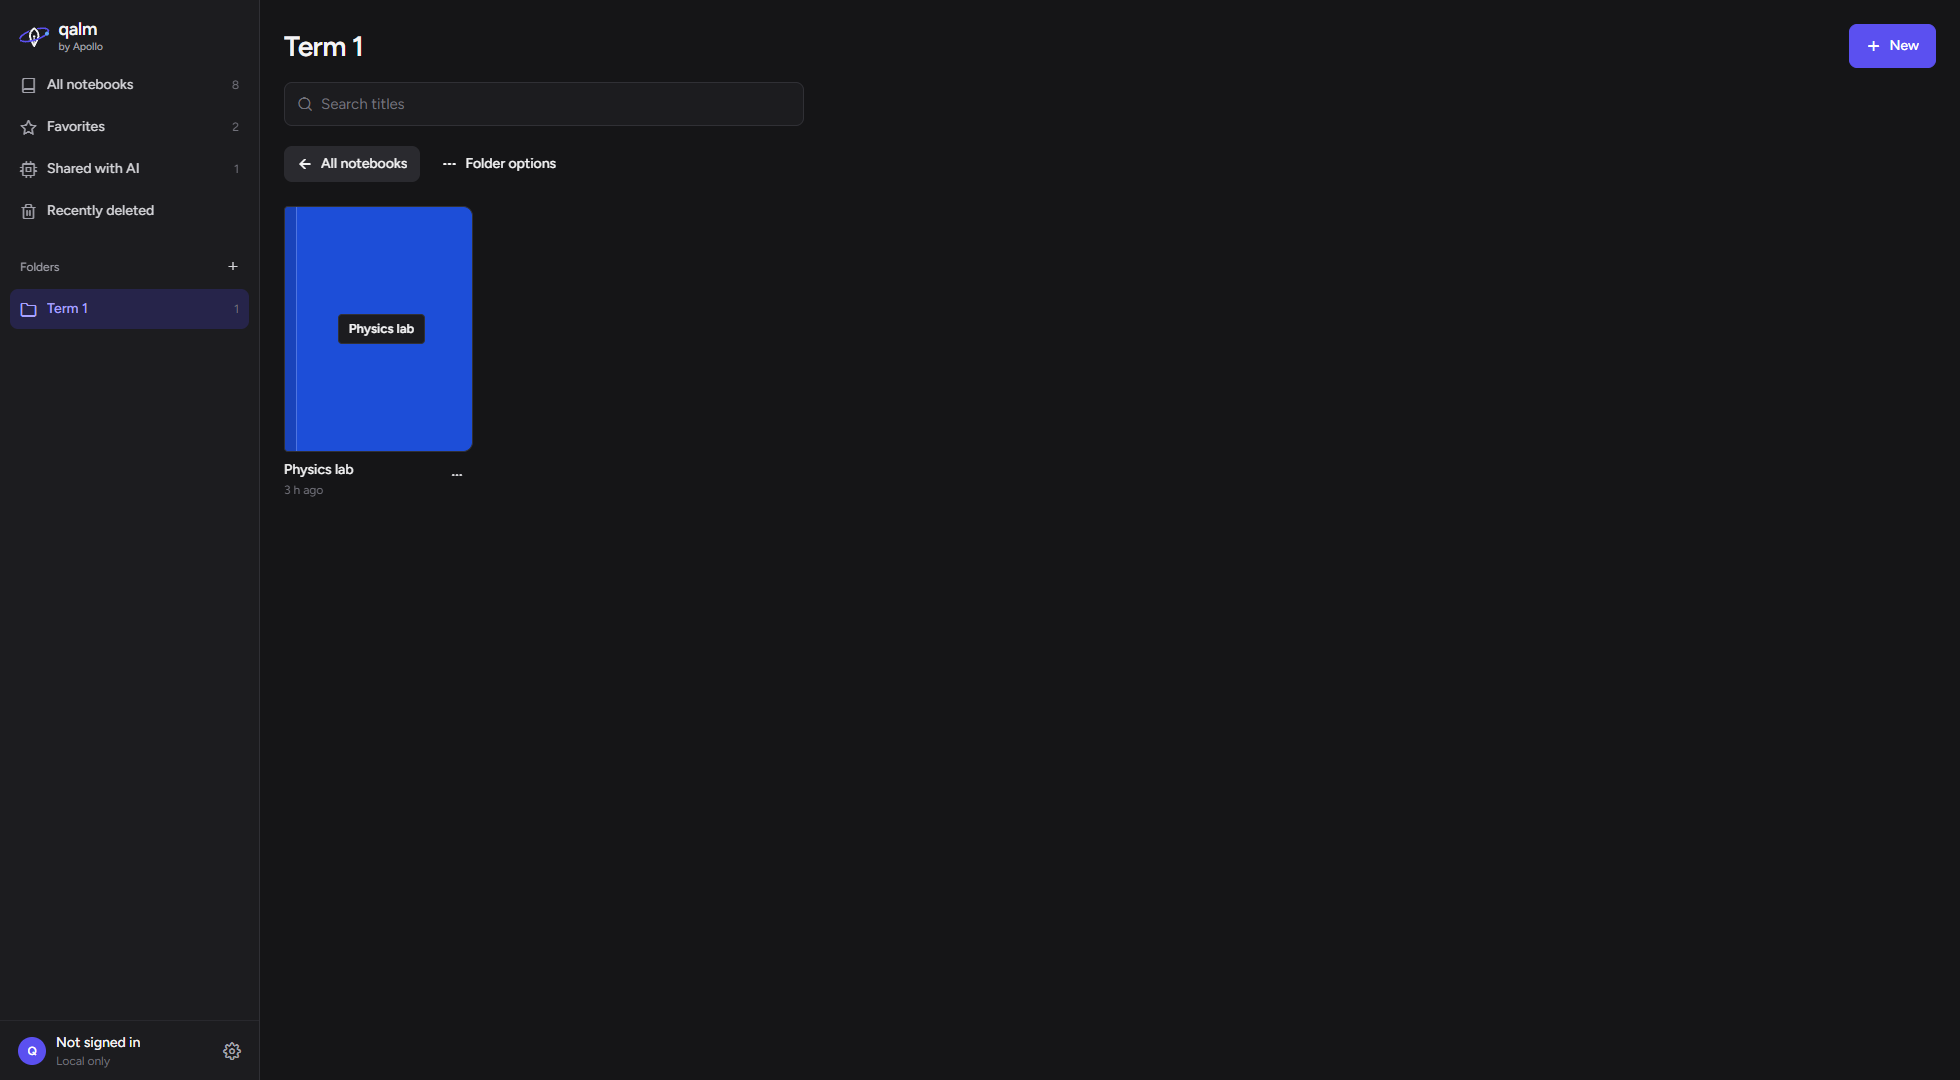 qalm
by Apollo
All notebooks 8
Favorites 2
Shared with AI 1
Recently deleted
Folders +
Term 1 1
Not signed in
Q
Local only
Term 1
+ New
Search titles
← All notebooks
··· Folder options
Physics lab
Physics lab ...
3 h ago